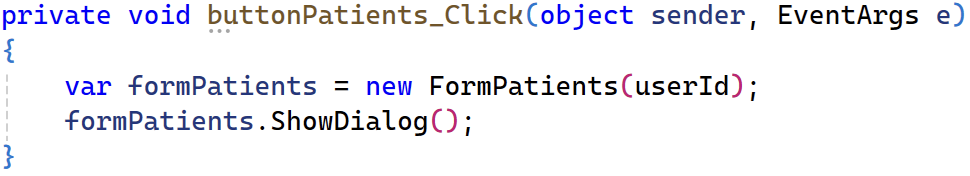 private void buttonPatients_Click(object sender, EventArgs e)
{
    var formPatients = new FormPatients(userId);
    formPatients.ShowDialog();
}